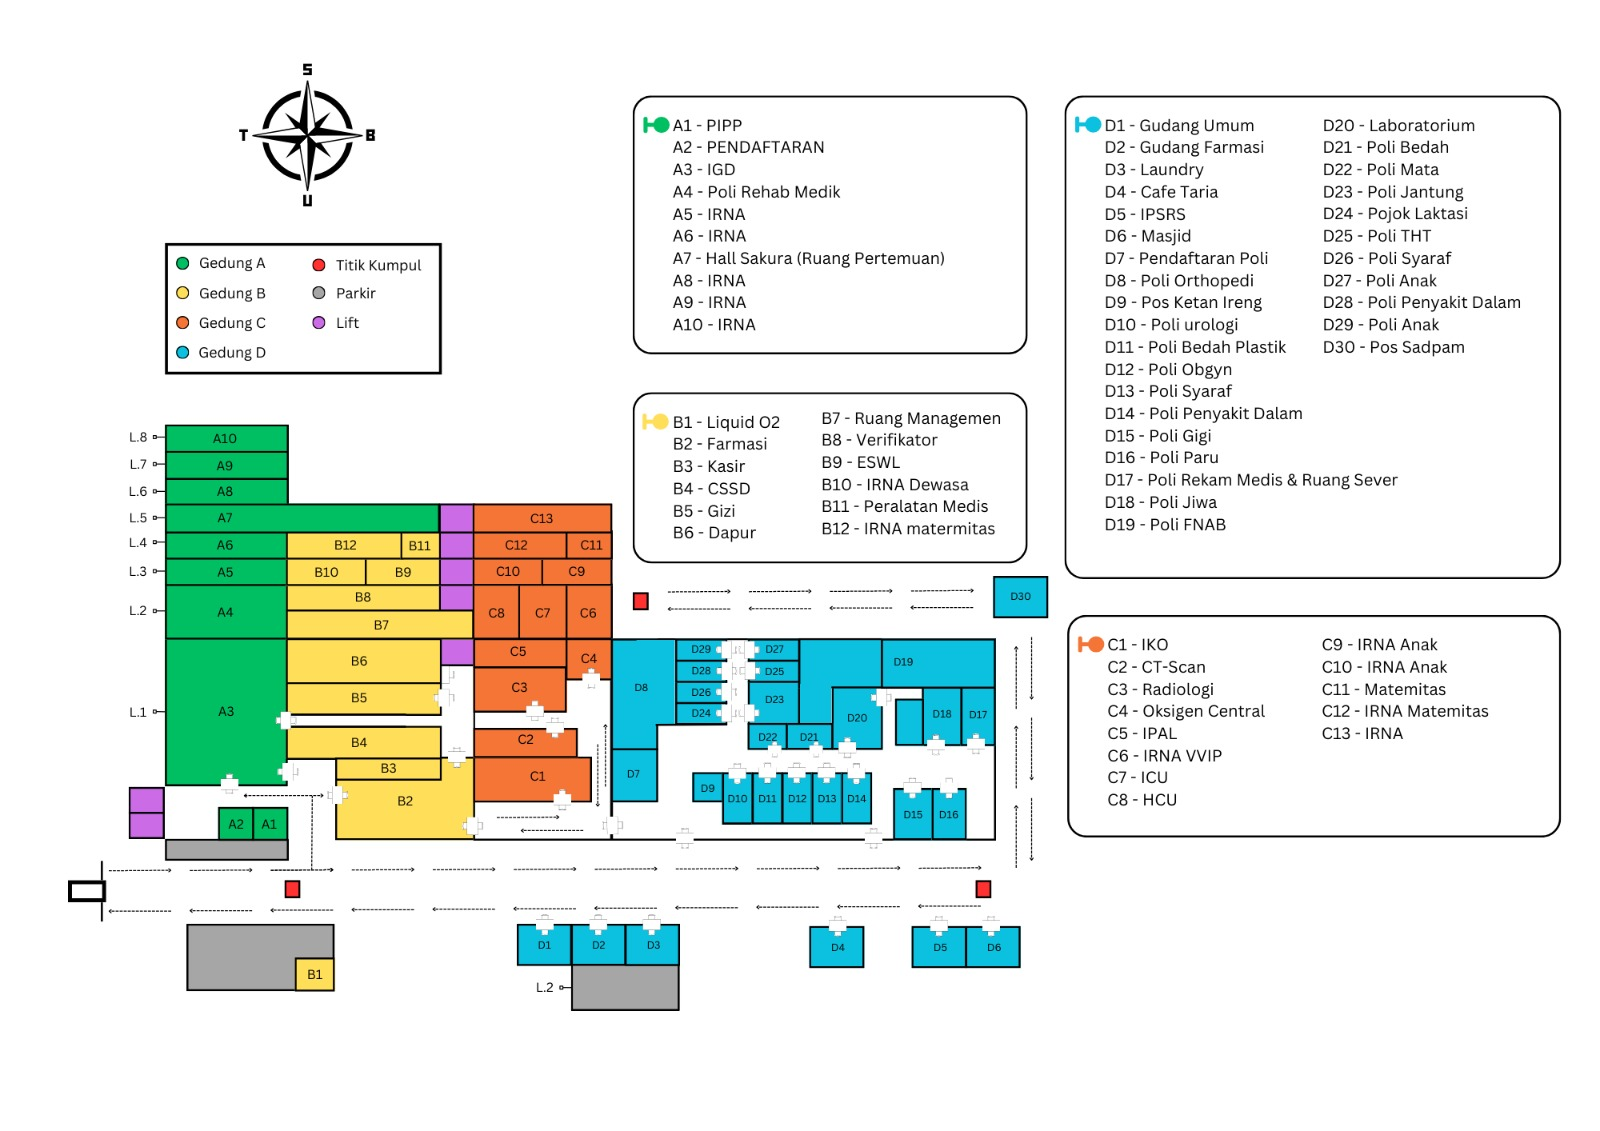 S
T
B
U
Gedung A
Gedung B
Gedung C
Gedung D
Titik Kumpul
Parkir
Lift
A1 - PIPP
A2 - PENDAFTARAN
A3 - IGD
A4 - Poli Rehab Medik
A5 - IRNA
A6 - IRNA
A7 - Hall Sakura (Ruang Pertemuan)
A8 - IRNA
A9 - IRNA
A10 - IRNA
B1 - Liquid O2
B2 - Farmasi
B3 - Kasir
B4 - CSSD
B5 - Gizi
B6 - Dapur
B7 - Ruang Managemen
B8 - Verifikator
B9 - ESWL
B10 - IRNA Dewasa
B11 - Peralatan Medis
B12 - IRNA matermitas
D1 - Gudang Umum
D2 - Gudang Farmasi
D3 - Laundry
D4 - Cafe Taria
D5 - IPSRS
D6 - Masjid
D7 - Pendaftaran Poli
D8 - Poli Orthopedi
D9 - Pos Ketan Ireng
D10 - Poli urologi
D11 - Poli Bedah Plastik
D12 - Poli Obgyn
D13 - Poli Syaraf
D14 - Poli Penyakit Dalam
D15 - Poli Gigi
D16 - Poli Paru
D17 - Poli Rekam Medis & Ruang Sever
D18 - Poli Jiwa
D19 - Poli FNAB
D20 - Laboratorium
D21 - Poli Bedah
D22 - Poli Mata
D23 - Poli Jantung
D24 - Pojok Laktasi
D25 - Poli THT
D26 - Poli Syaraf
D27 - Poli Anak
D28 - Poli Penyakit Dalam
D29 - Poli Anak
D30 - Pos Sadpam
C1 - IKO
C2 - CT-Scan
C3 - Radiologi
C4 - Oksigen Central
C5 - IPAL
C6 - IRNA VVIP
C7 - ICU
C8 - HCU
C9 - IRNA Anak
C10 - IRNA Anak
C11 - Matemitas
C12 - IRNA Matemitas
C13 - IRNA
L.8
A10
L.7
A9
L.6
A8
L.5
A7
C13
L.4
A6
B12
B11
C12
C11
L.3
A5
B10
B9
C10
C9
L.2
A4
B8
B7
C8
C7
C6
D30
L.1
A3
B6
B5
B4
B3
B2
C5
C4
C3
C2
C1
D8
D7
D29
D28
D26
D24
D27
D25
D23
D22
D21
D20
D19
D18
D17
D9
D10
D11
D12
D13
D14
D15
D16
A2
A1
B1
D1
D2
D3
D4
D5
D6
L.2